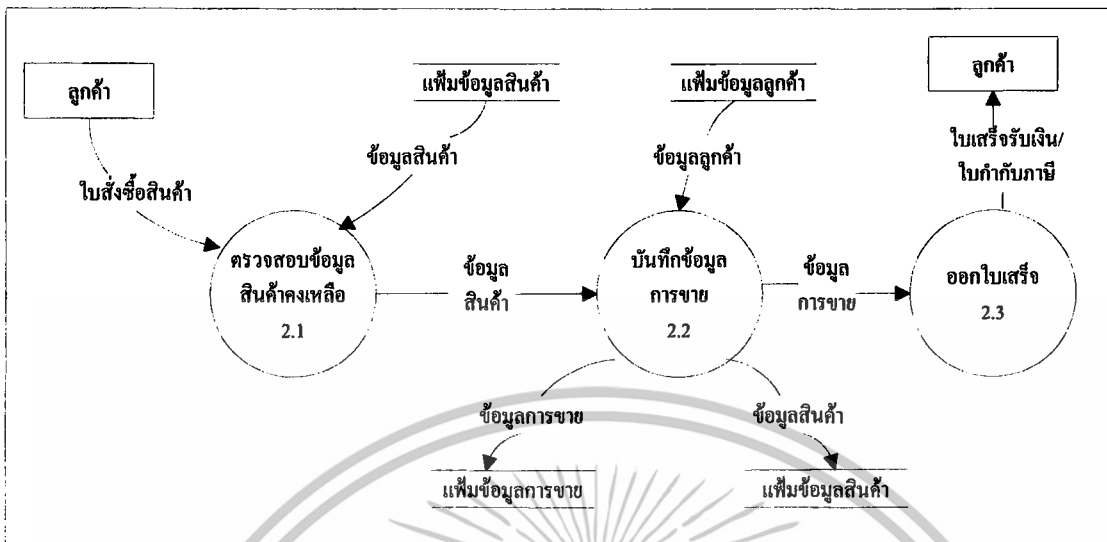 ลูกค้า
แฟ้มข้อมูลสินค้า
แฟ้มข้อมูลลูกค้า
ลูกค้า
ใบสั่งซื้อสินค้า
ข้อมูลสินค้า
ข้อมูลลูกค้า
ใบเสร็จรับเงิน/
ใบกำกับภาษี
ตรวจสอบข้อมูล
สินค้าคงเหลือ
2.1
ข้อมูล
สินค้า
บันทึกข้อมูล
การขาย
2.2
ข้อมูล
การขาย
ออกใบเสร็จ
2.3
ข้อมูลการขาย
ข้อมูลสินค้า
แฟ้มข้อมูลการขาย
แฟ้มข้อมูลสินค้า